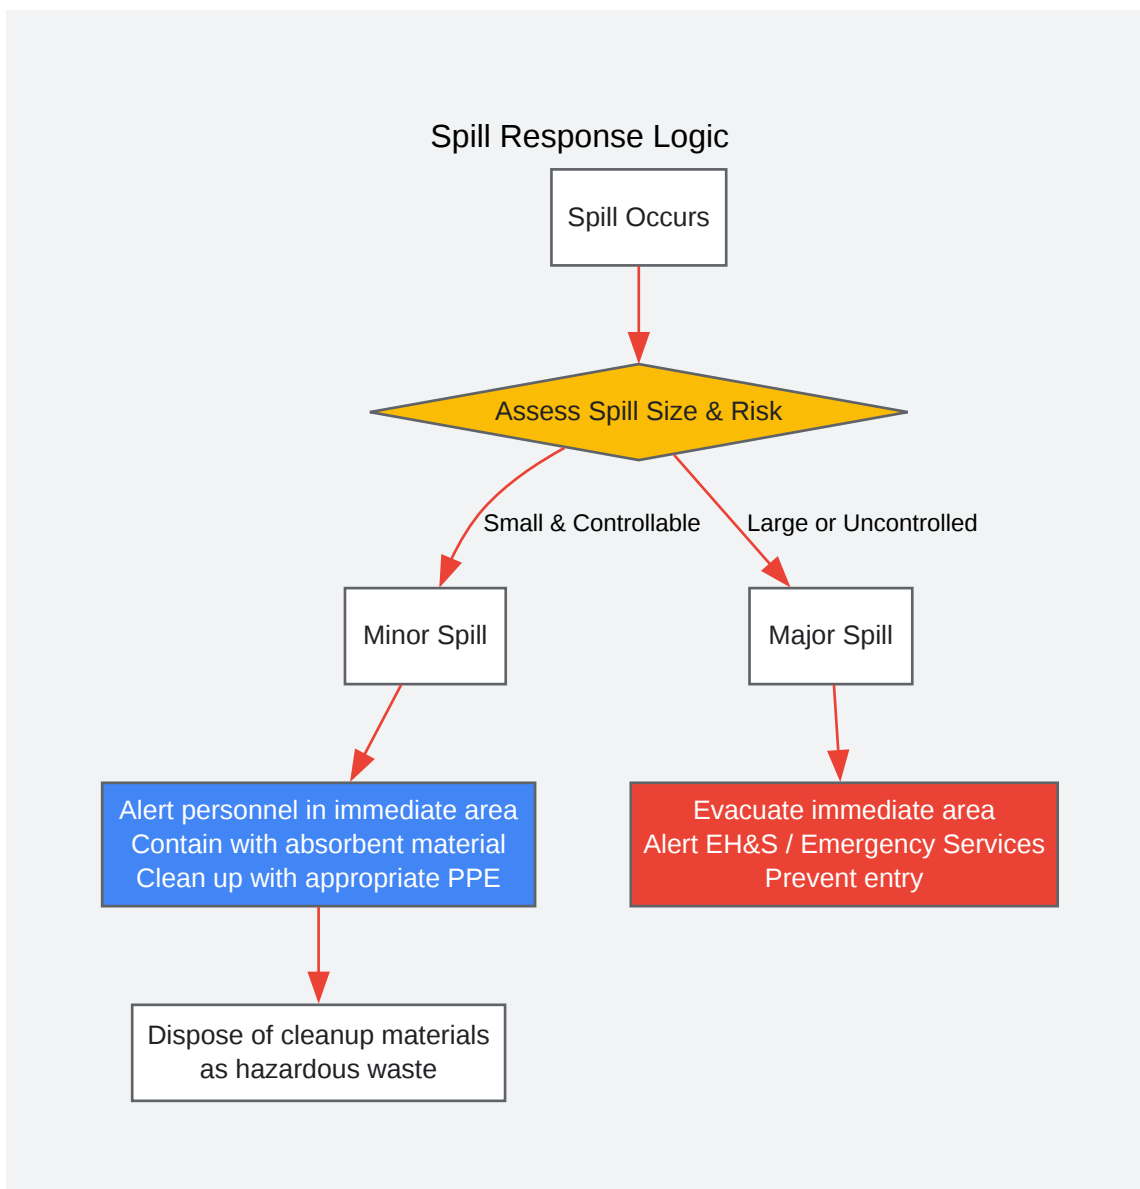 Spill Response Logic
Spill Occurs
Assess Spill Size & Risk
Small & Controllable
Large or Uncontrolled
Minor Spill
Major Spill
Alert personnel in immediate area
Contain with absorbent material
Clean up with appropriate PPE
Evacuate immediate area
Alert EH&S / Emergency Services
Prevent entry
Dispose of cleanup materials
as hazardous waste